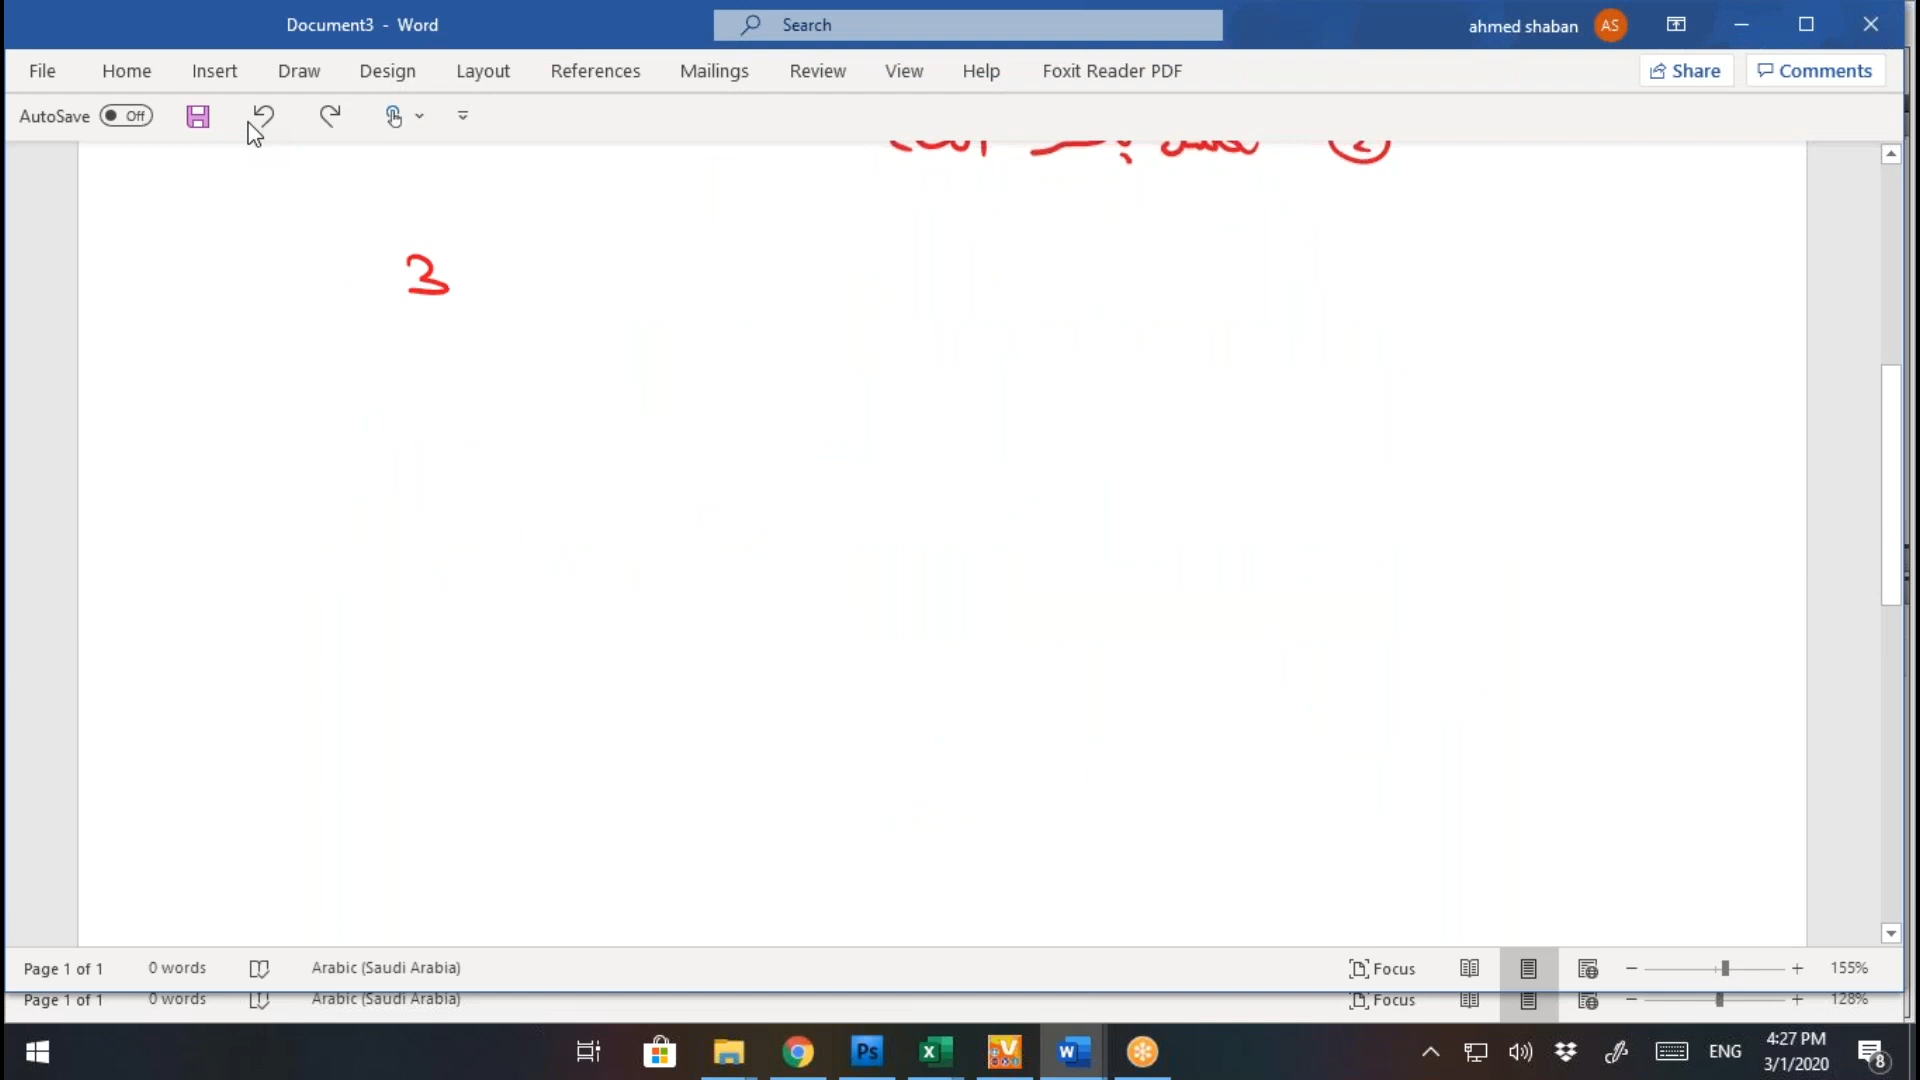 Document3 - Word
Search
ahmed shaban
AS
File Home Insert Draw Design Layout References Mailings Review View Help Foxit Reader PDF
Share
Comments
AutoSave Off
3
Page 1 of 1 0 words Arabic (Saudi Arabia) Focus 155%
Page 1 of 1 0 words Arabic (Saudi Arabia) Focus 128%
Ps
ENG
4:27 PM
3/1/2020
8